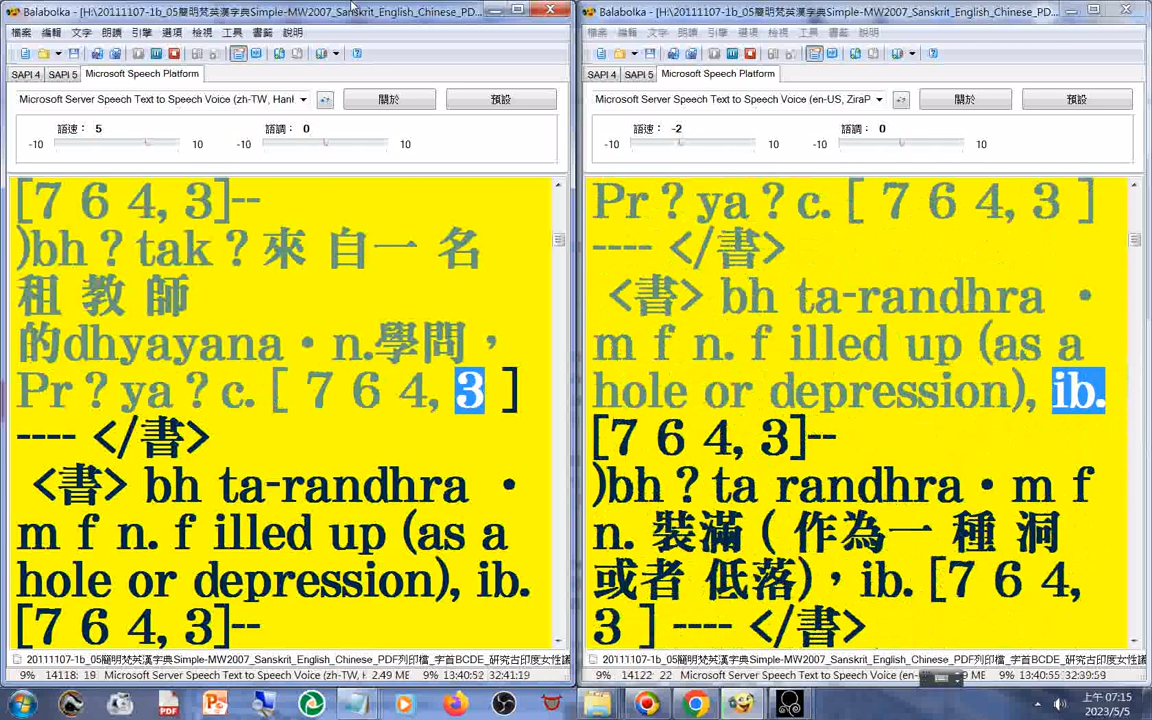 Balabolka - [H:\20111107-1b_05簡明梵英漢字典Simple-MW2007_Sanskrit_English_Chinese_PD...
檔案 編輯 文字 朗讀 引擎 選項 檢視 工具 書籤 說明
SAPI 4 SAPI 5 Microsoft Speech Platform
Microsoft Server Speech Text to Speech Voice (zh-TW, Hanl
關於 預設
語速： 5 語調： 0
-10 10 -10 10
[7 6 4, 3]--
)bh？tak？來 自一 名
租 教 師
的dhyayana・n.學問，
Pr？ya？c. [ 7 6 4, 3 ]
---- </書>
<書> bh ta-randhra ・
m f n. f illed up (as a
hole or depression), ib.
[7 6 4, 3]--
20111107-1b_05簡明梵英漢字典Simple-MW2007_Sanskrit_English_Chinese_PDF列印檔_字首BCDE_研究古印度女性議
9% 14118: 19 Microsoft Server Speech Text to Speech Voice (zh-TW, H 2.49 ME 9% 13:40:52 32:41:19
Balabolka - [H:\20111107-1b_05簡明梵英漢字典Simple-MW2007_Sanskrit_English_Chinese_PD...
檔案 編輯 文字 朗讀 引擎 選項 檢視 工具 書籤 說明
SAPI 4 SAPI 5 Microsoft Speech Platform
Microsoft Server Speech Text to Speech Voice (en-US, ZiraP
關於 預設
語速： -2 語調： 0
-10 10 -10 10
Pr？ya？c. [ 7 6 4, 3 ]
---- </書>
<書> bh ta-randhra ・
m f n. f illed up (as a
hole or depression), ib.
[7 6 4, 3]--
)bh？ta randhra・m f
n. 裝滿 ( 作為一 種 洞
或者 低落)，ib. [7 6 4,
3 ] ---- </書>
20111107-1b_05簡明梵英漢字典Simple-MW2007_Sanskrit_English_Chinese_PDF列印檔_字首BCDE_研究古印度女性議
9% 14122: 22 Microsoft Server Speech Text to Speech Voice (en-US, 9 ME 9% 13:40:55 32:39:59
上午 07:15
2023/5/5